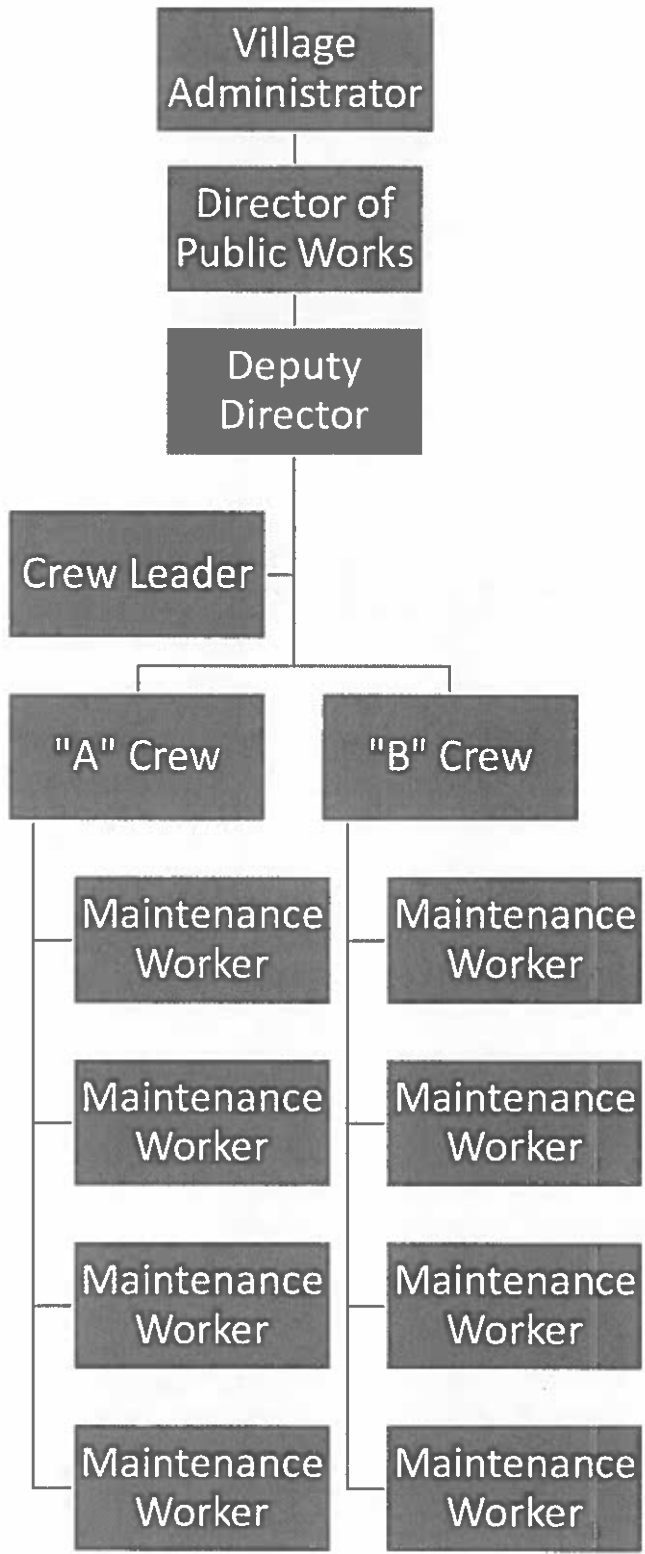 Village
Administrator
Director of
Public Works
Deputy
Director
Crew Leader
"A" Crew
"B" Crew
Maintenance
Worker
Maintenance
Worker
Maintenance
Worker
Maintenance
Worker
Maintenance
Worker
Maintenance
Worker
Maintenance
Worker
Maintenance
Worker